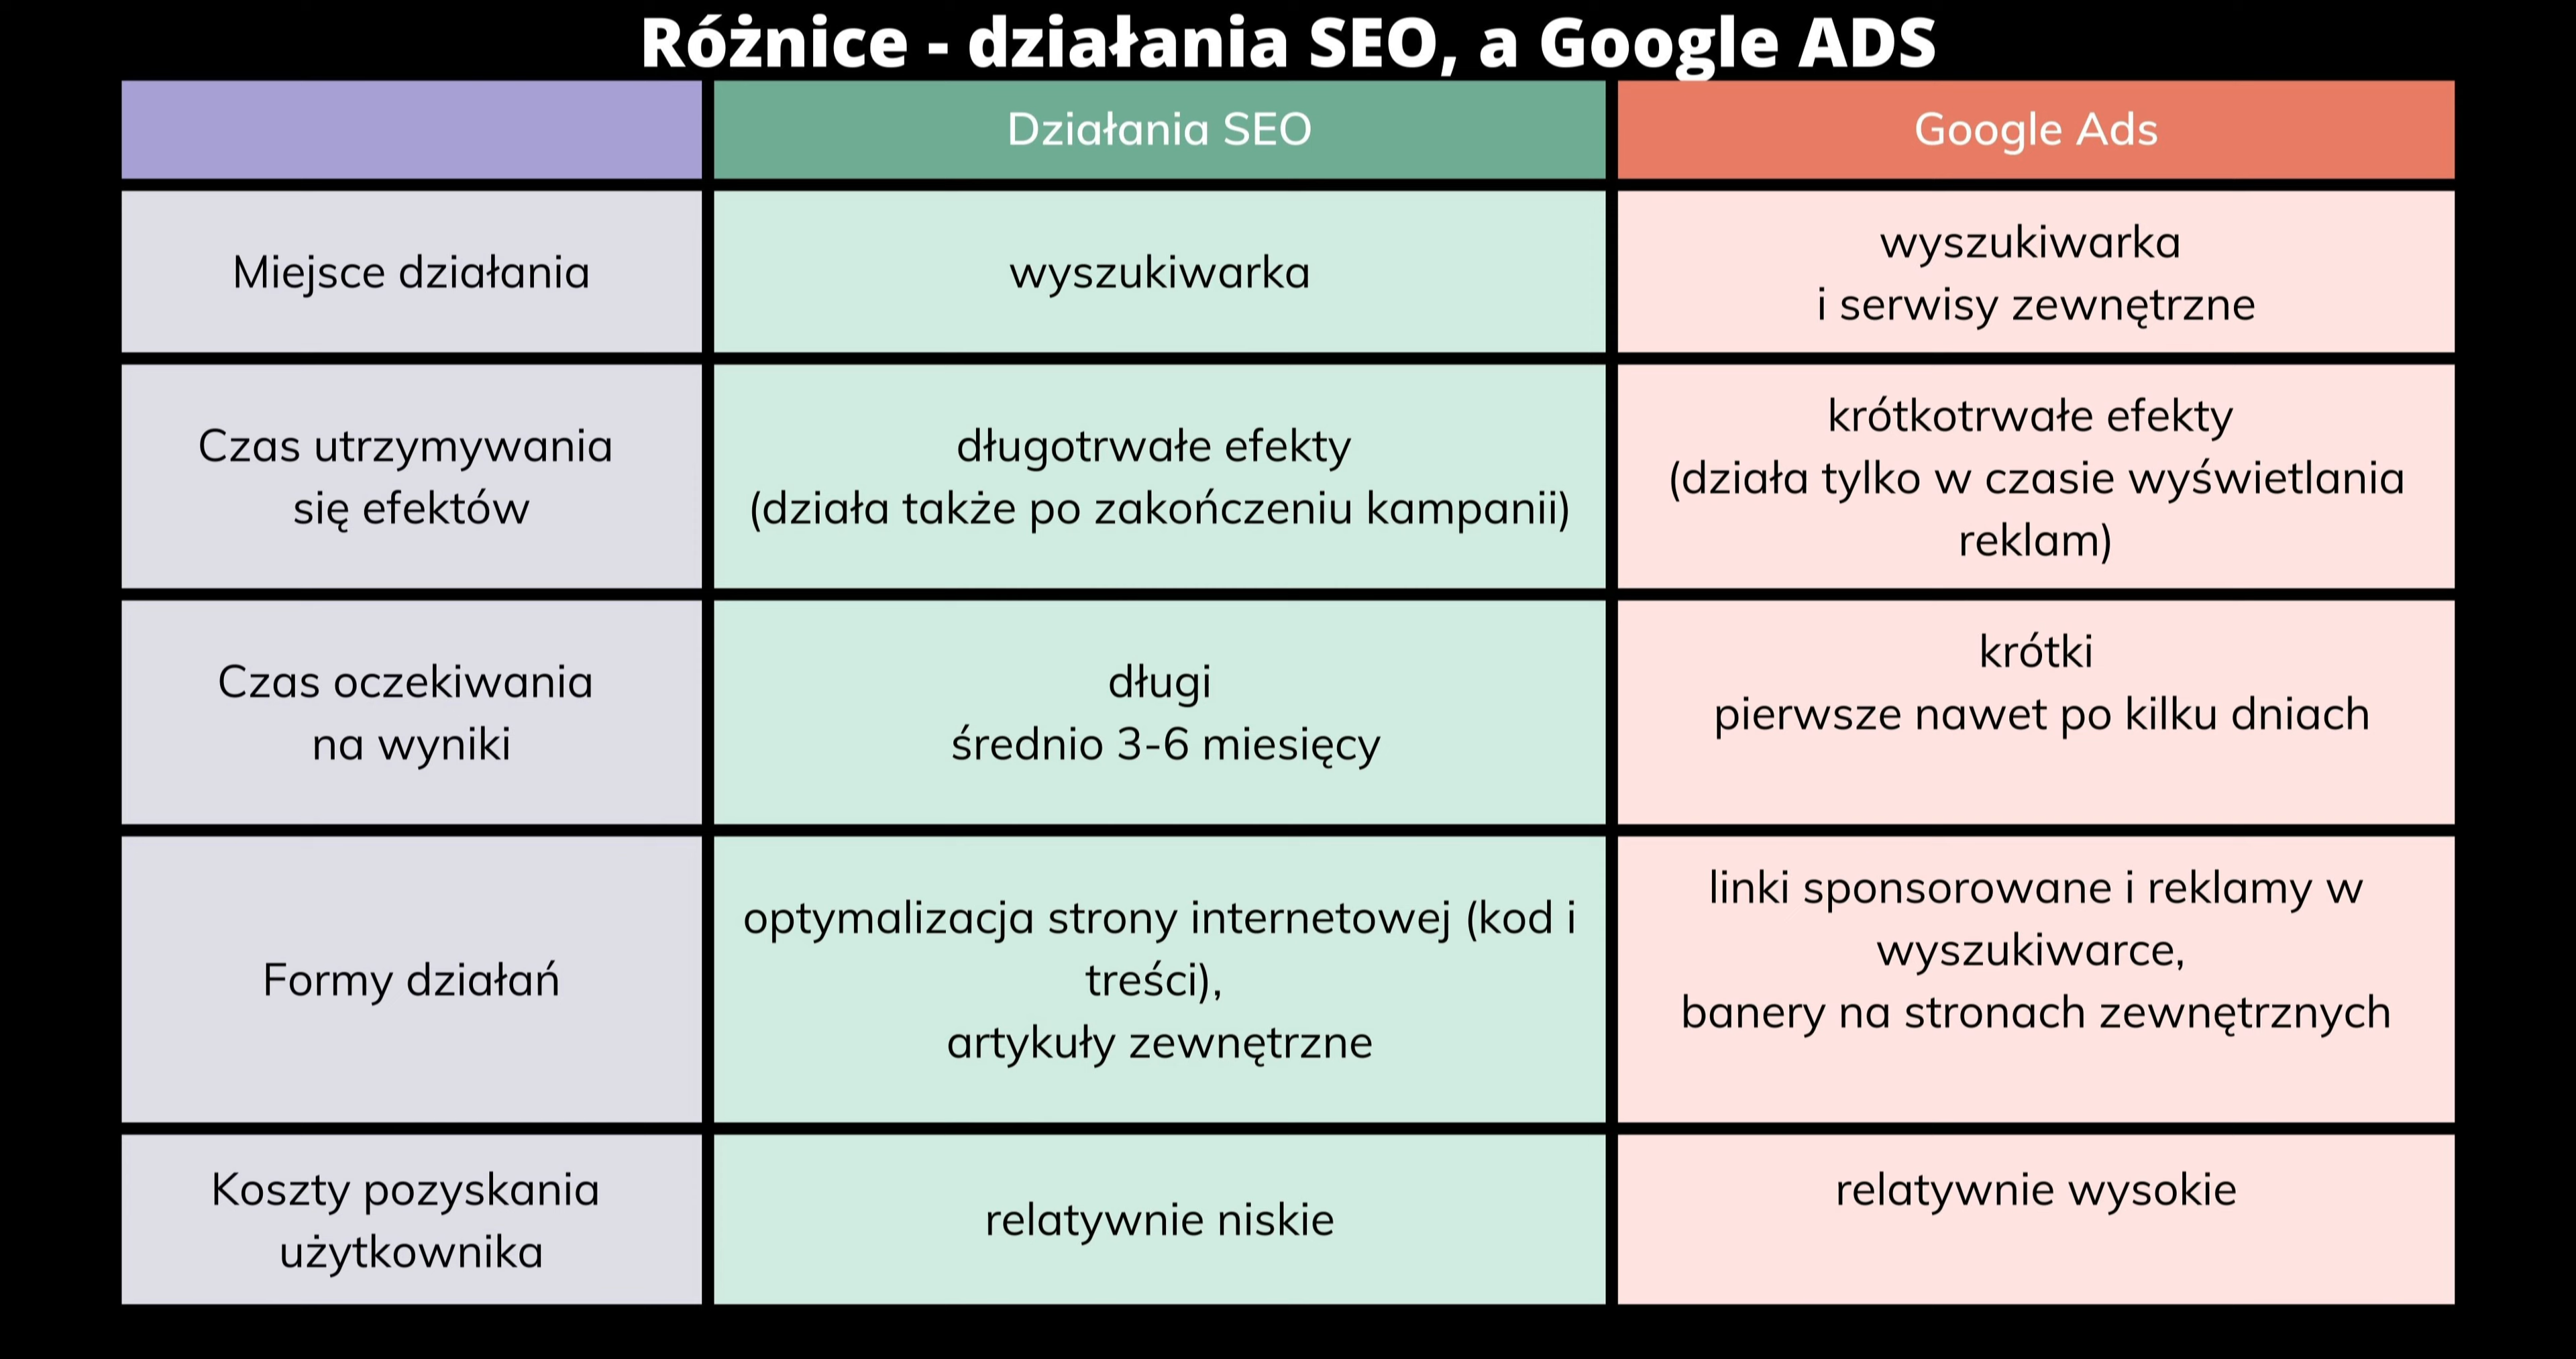 Różnice - działania SEO, a Google ADS
Działania SEO
Google Ads
Miejsce działania
wyszukiwarka
wyszukiwarka
i serwisy zewnętrzne
Czas utrzymywania
się efektów
długotrwałe efekty
(działa także po zakończeniu kampanii)
krótkotrwałe efekty
(działa tylko w czasie wyświetlania
reklam)
Czas oczekiwania
na wyniki
długi
średnio 3-6 miesięcy
krótki
pierwsze nawet po kilku dniach
Formy działań
optymalizacja strony internetowej (kod i
treści),
artykuły zewnętrzne
linki sponsorowane i reklamy w
wyszukiwarce,
banery na stronach zewnętrznych
Koszty pozyskania
użytkownika
relatywnie niskie
relatywnie wysokie